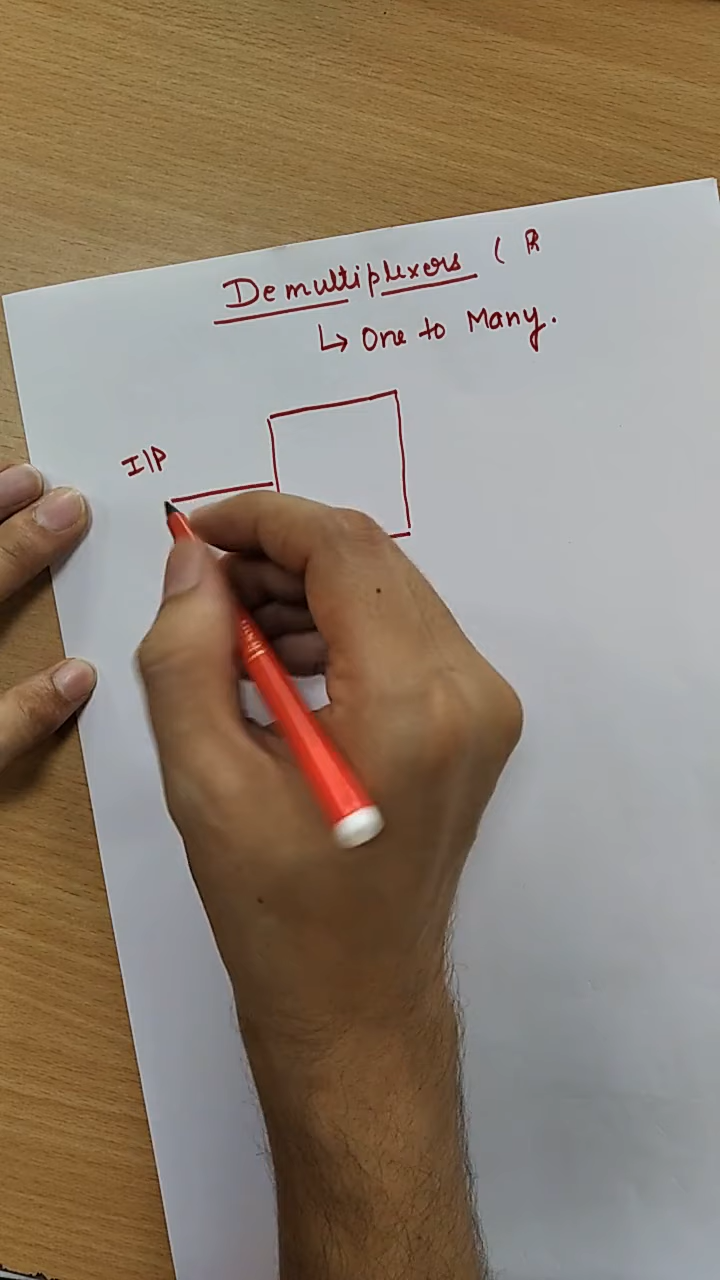 Demultiplexers ( R
↳ One to Many.
I/P